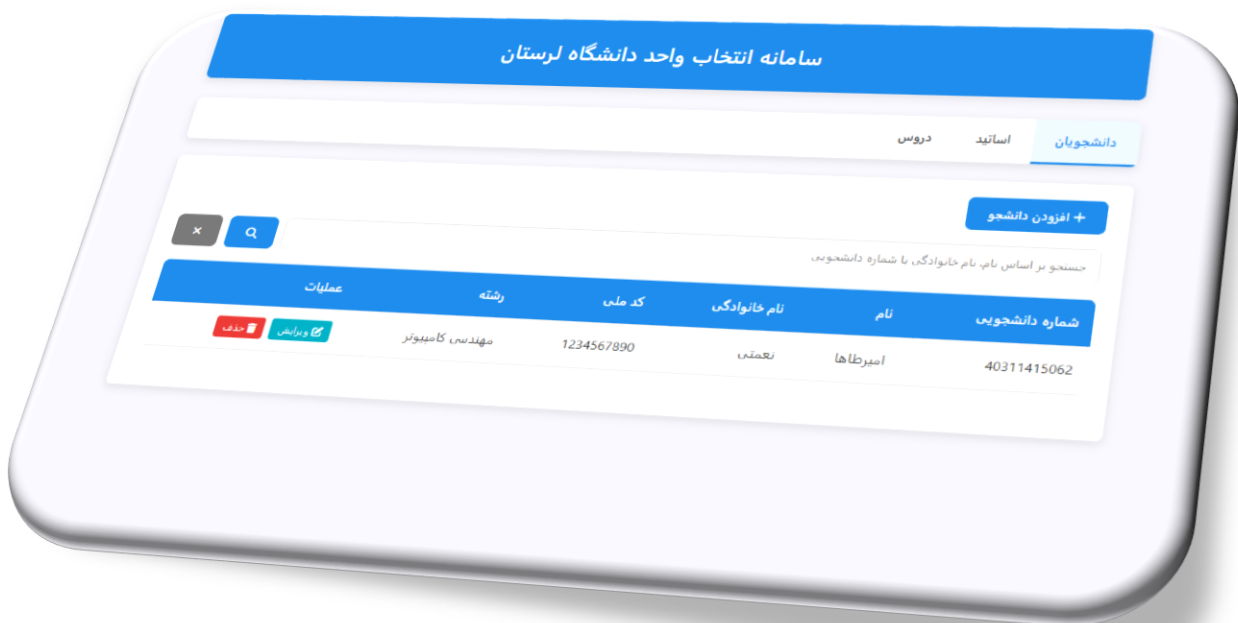 سامانه انتخاب واحد دانشگاه لرستان
دانشجویان اساتید دروس
+ افزودن دانشجو
جستجو بر اساس نام، نام خانوادگی یا شماره دانشجویی
شماره دانشجویی نام نام خانوادگی کد ملی رشته عملیات
40311415062 امیرطاها نعمتی 1234567890 مهندسی کامپیوتر ویرایش حذف